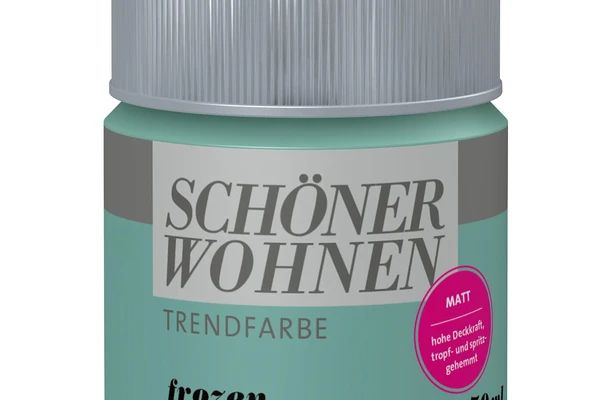 SCHÖNER
WOHNEN
TRENDFARBE
MATT
hohe Deckkraft,
tropf- und spritz-
gehemmt
frozen